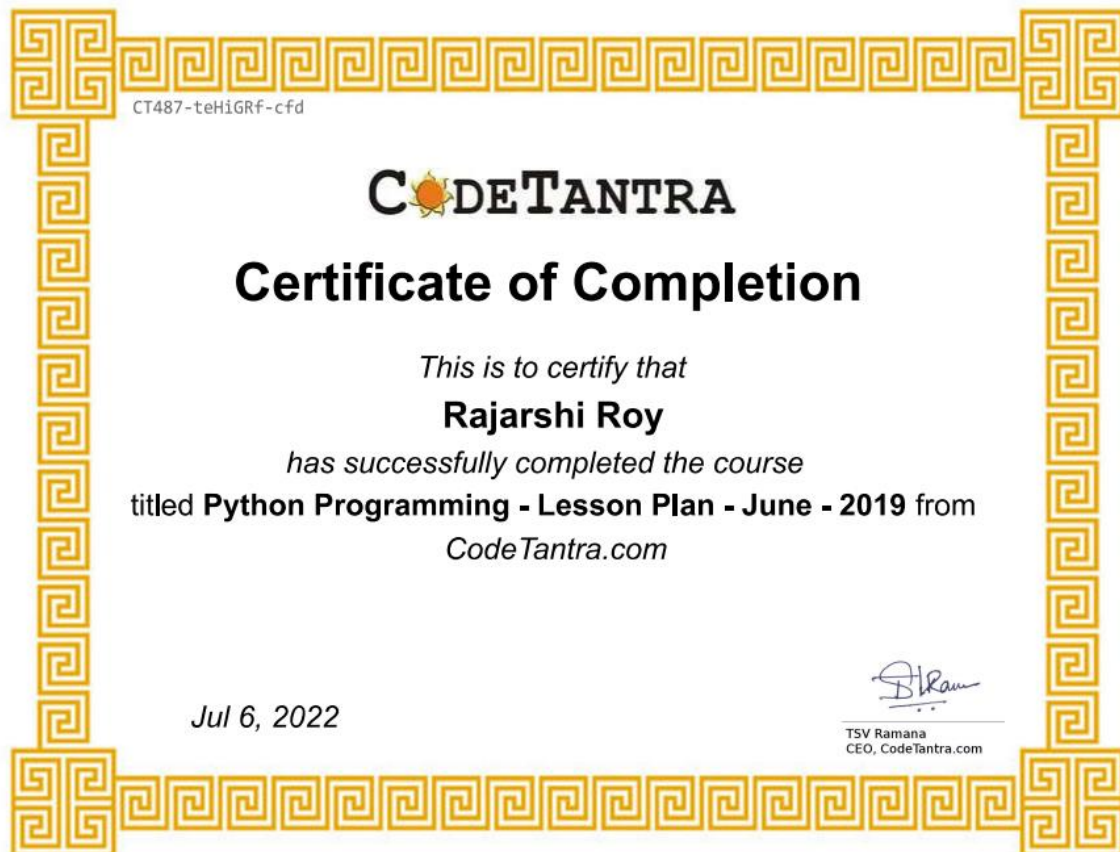 CT487-teHiGRf-cfd
CODETANTRA
Certificate of Completion
This is to certify that
Rajarshi Roy
has successfully completed the course
titled Python Programming - Lesson Plan - June - 2019 from
CodeTantra.com
Jul 6, 2022
TSV Ramana
CEO, CodeTantra.com